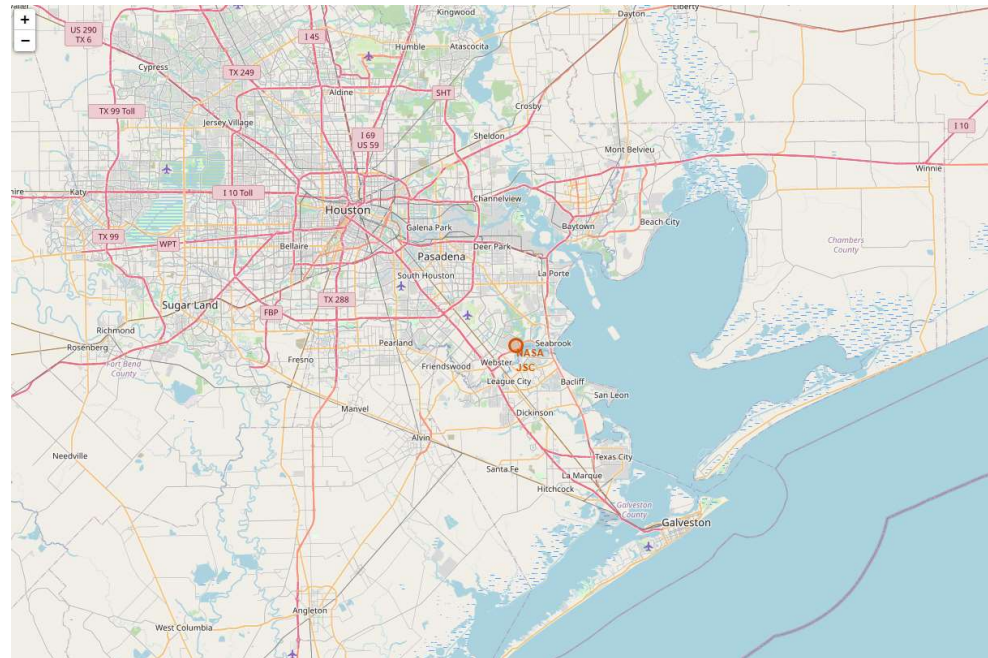 +
−
Kingwood
Dayton
Liberty
US 290
TX 6
I 45
Humble
Atascocita
Cypress
TX 249
Aldine
SHT
TX 99 Toll
Crosby
Jersey Village
I 69
US 59
Sheldon
I 10
Mont Belvieu
Winnie
Katy
I 10 Toll
Channelview
Houston
Galena Park
Baytown
Beach City
TX 99
WPT
Bellaire
Deer Park
Chambers
County
Pasadena
South Houston
La Porte
Sugar Land
TX 288
FBP
Richmond
Rosenberg
Pearland
Seabrook
NASA
JSC
Fresno
Fort Bend
County
Friendswood
Webster
League City
Bacliff
San Leon
Manvel
Dickinson
Alvin
Needville
Texas City
Santa Fe
La Marque
Hitchcock
Galveston
County
Galveston
Angleton
West Columbia